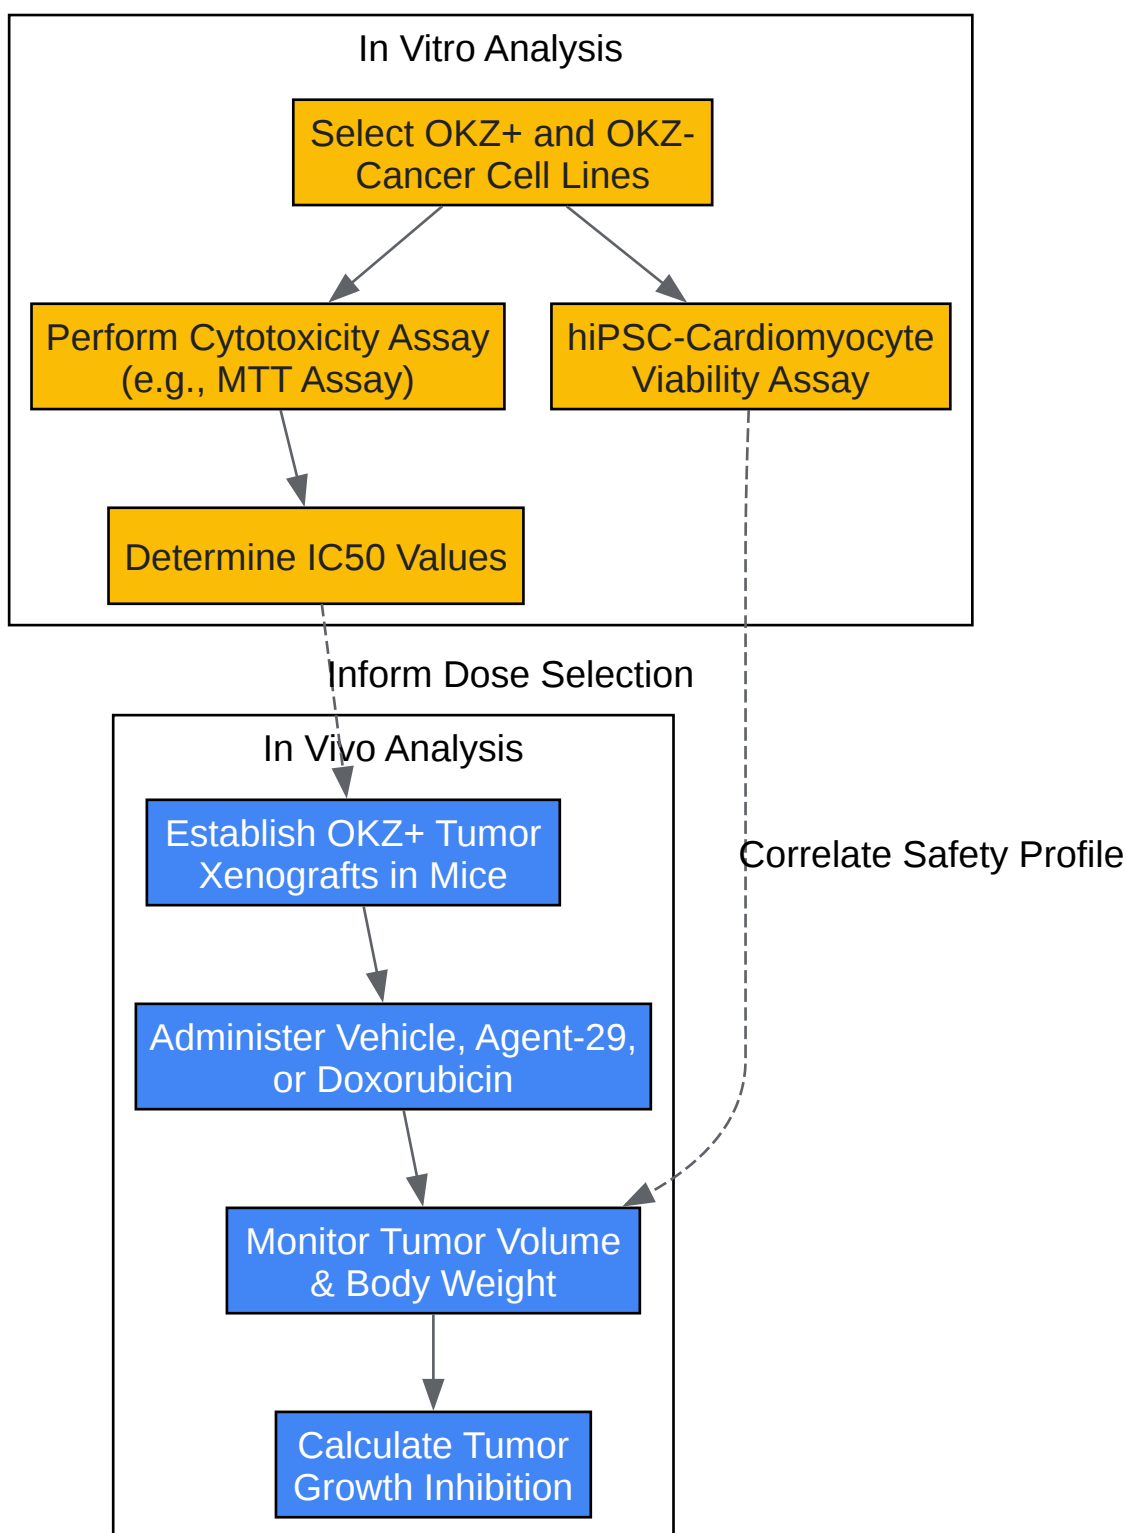 In Vitro Analysis
Select OKZ+ and OKZ-
Cancer Cell Lines
Perform Cytotoxicity Assay
(e.g., MTT Assay)
hiPSC-Cardiomyocyte
Viability Assay
Determine IC50 Values
Inform Dose Selection
In Vivo Analysis
Establish OKZ+ Tumor
Xenografts in Mice
Correlate Safety Profile
Administer Vehicle, Agent-29,
or Doxorubicin
Monitor Tumor Volume
& Body Weight
Calculate Tumor
Growth Inhibition